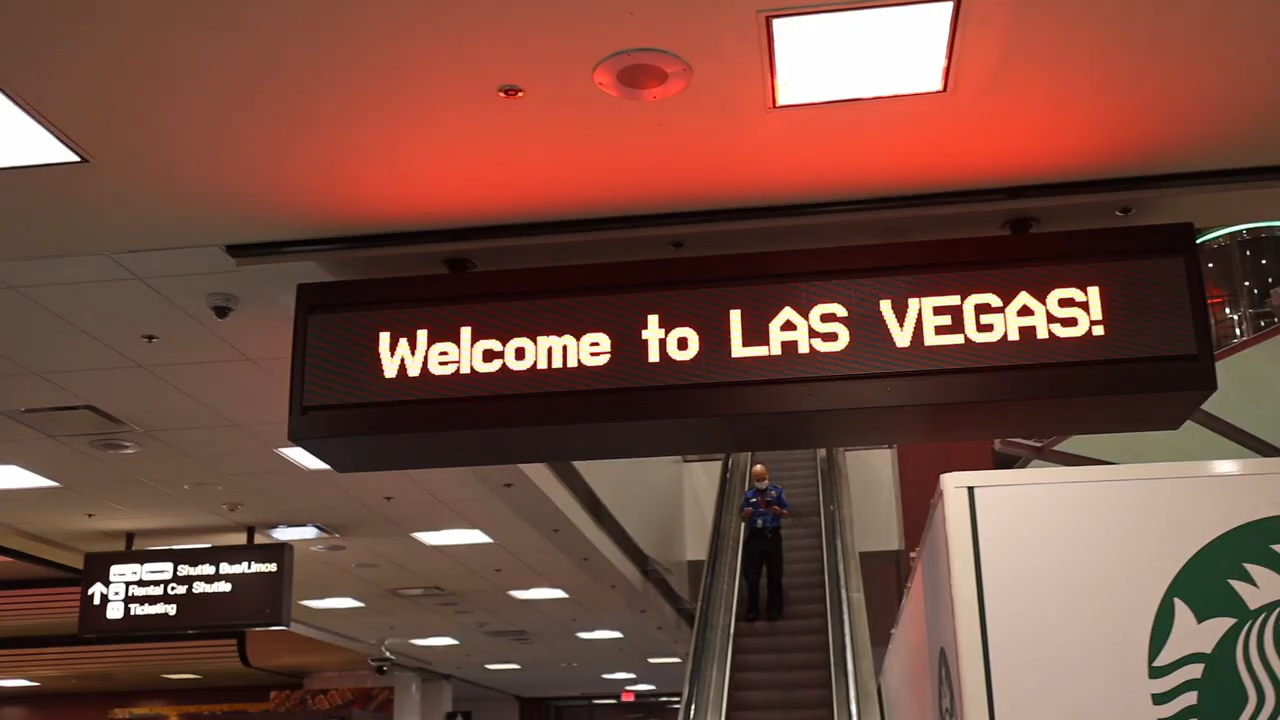 Welcome to LAS VEGAS!
Shuttle Bus/Limos
Rental Car Shuttle
Ticketing